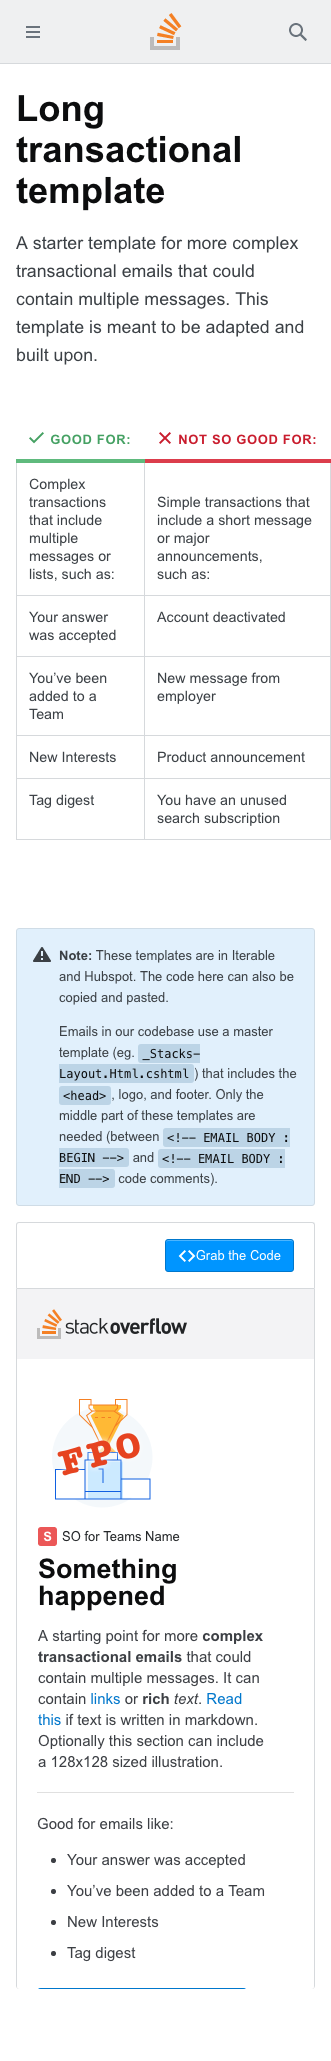 Long
transactional
template
A starter template for more complex
transactional emails that could
contain multiple messages. This
template is meant to be adapted and
built upon.
GOOD FOR:
NOT SO GOOD FOR:
Complex
transactions
that include
multiple
messages or
lists, such as:
Simple transactions that
include a short message
or major
announcements,
such as:
Your answer
was accepted
Account deactivated
You’ve been
added to a
Team
New message from
employer
New Interests
Product announcement
Tag digest
You have an unused
search subscription
Note: These templates are in Iterable
and Hubspot. The code here can also be
copied and pasted.
Emails in our codebase use a master
template (eg. _Stacks-
Layout.Html.cshtml ) that includes the
<head> , logo, and footer. Only the
middle part of these templates are
needed (between <!-- EMAIL BODY :
BEGIN --> and <!-- EMAIL BODY :
END --> code comments).
Grab the Code
stackoverflow
FPO
S SO for Teams Name
Something
happened
A starting point for more complex
transactional emails that could
contain multiple messages. It can
contain links or rich text. Read
this if text is written in markdown.
Optionally this section can include
a 128x128 sized illustration.
Good for emails like:
• Your answer was accepted
• You’ve been added to a Team
• New Interests
• Tag digest